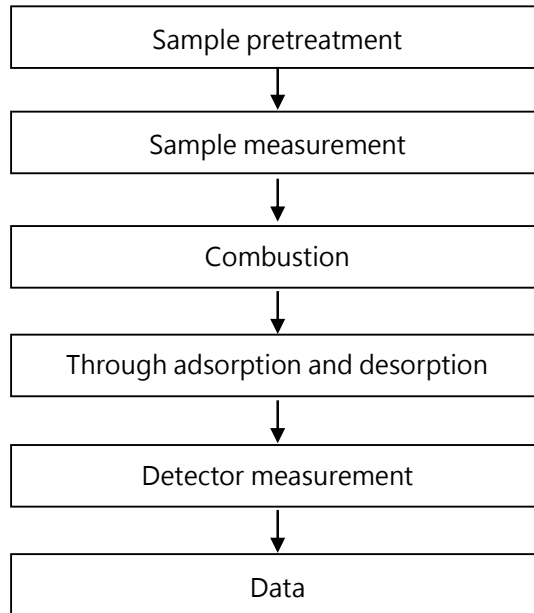 Sample pretreatment
Sample measurement
Combustion
Through adsorption and desorption
Detector measurement
Data